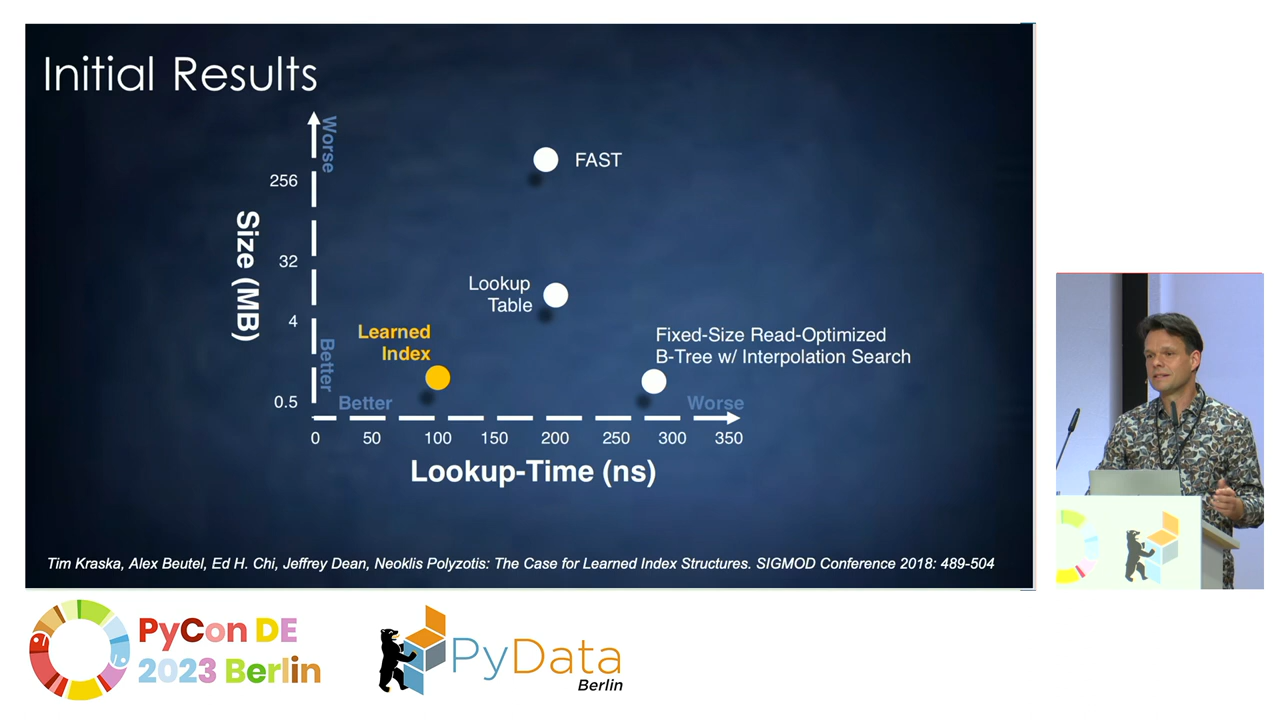 Initial Results
Worse
256
FAST
Size (MB)
32
Lookup
Table
4
Learned
Index
Fixed-Size Read-Optimized
B-Tree w/ Interpolation Search
Better
0.5
Better
Worse
0 50 100 150 200 250 300 350
Lookup-Time (ns)
Tim Kraska, Alex Beutel, Ed H. Chi, Jeffrey Dean, Neoklis Polyzotis: The Case for Learned Index Structures. SIGMOD Conference 2018: 489-504
PyCon DE
2023 Berlin
PyData
Berlin